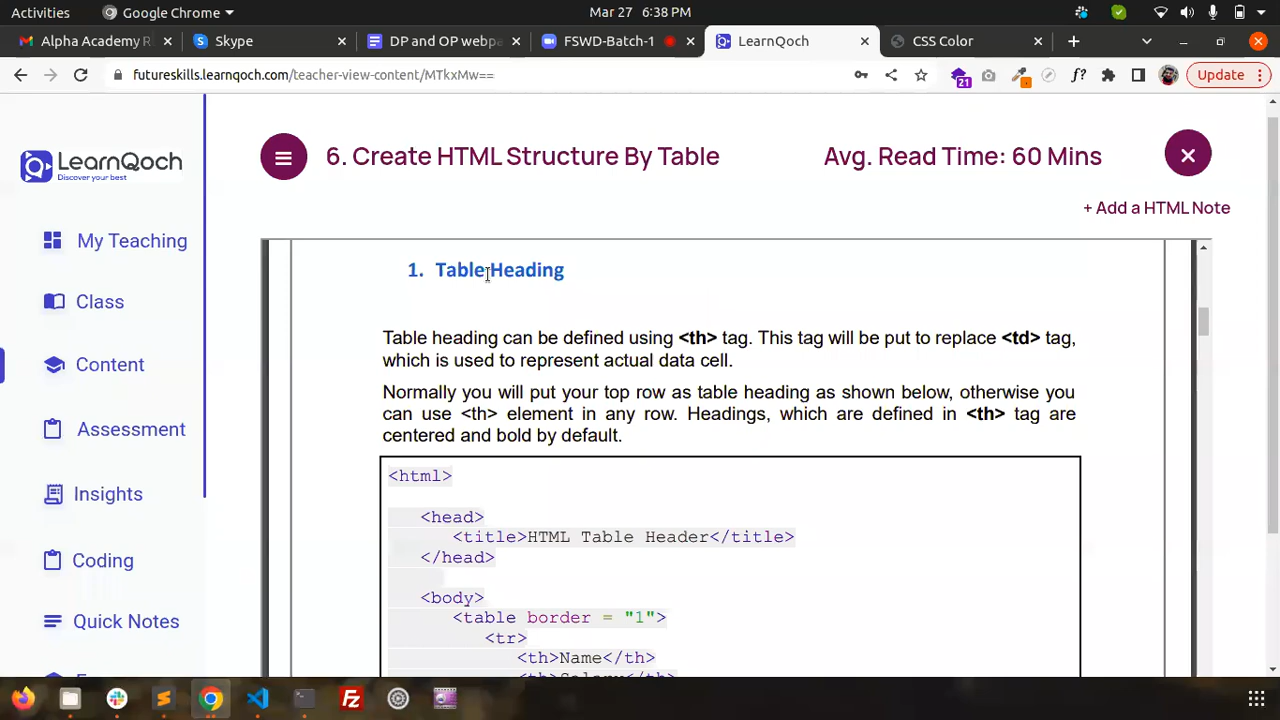 Activities
Google Chrome
Mar 27 6:38 PM
Alpha Academy R
Skype
DP and OP webpa
FSWD-Batch-1
LearnQoch
CSS Color
futureskills.learnqoch.com/teacher-view-content/MTkxMw==
21
f?
Update
LearnQoch
Discover your best
6. Create HTML Structure By Table
Avg. Read Time: 60 Mins
+ Add a HTML Note
My Teaching
Class
Content
Assessment
Insights
Coding
Quick Notes
1. Table Heading
Table heading can be defined using <th> tag. This tag will be put to replace <td> tag,
which is used to represent actual data cell.
Normally you will put your top row as table heading as shown below, otherwise you
can use <th> element in any row. Headings, which are defined in <th> tag are
centered and bold by default.
<html>
<head>
<title>HTML Table Header</title>
</head>
<body>
<table border = "1">
<tr>
<th>Name</th>
<th>Salary</th>